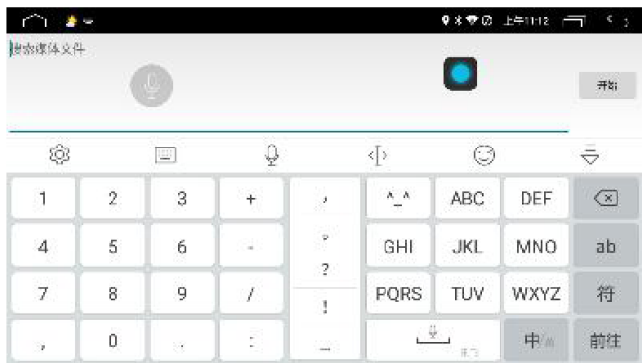 上午11:12
搜索媒体文件
开始
1 2 3 + , ^_^ ABC DEF
4 5 6 - 。 GHI JKL MNO ab
?
7 8 9 / ! PQRS TUV WXYZ 符
, 0 . : ... 中/ 前往